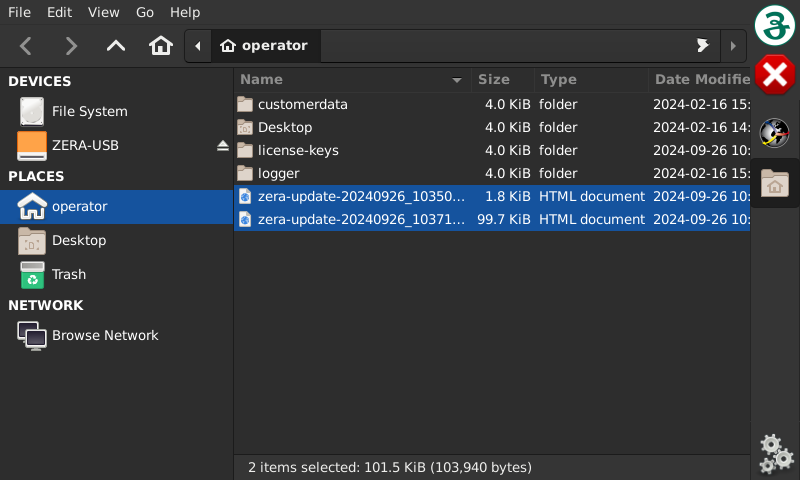 File Edit View Go Help
operator
DEVICES
File System
ZERA-USB
PLACES
operator
Desktop
Trash
NETWORK
Browse Network
Name Size Type Date Modifie
customerdata 4.0 KiB folder 2024-02-16 15:
Desktop 4.0 KiB folder 2024-02-16 14:
license-keys 4.0 KiB folder 2024-09-26 10:
logger 4.0 KiB folder 2024-02-16 15:
zera-update-20240926_10350... 1.8 KiB HTML document 2024-09-26 10:
zera-update-20240926_10371... 99.7 KiB HTML document 2024-09-26 10:
2 items selected: 101.5 KiB (103,940 bytes)